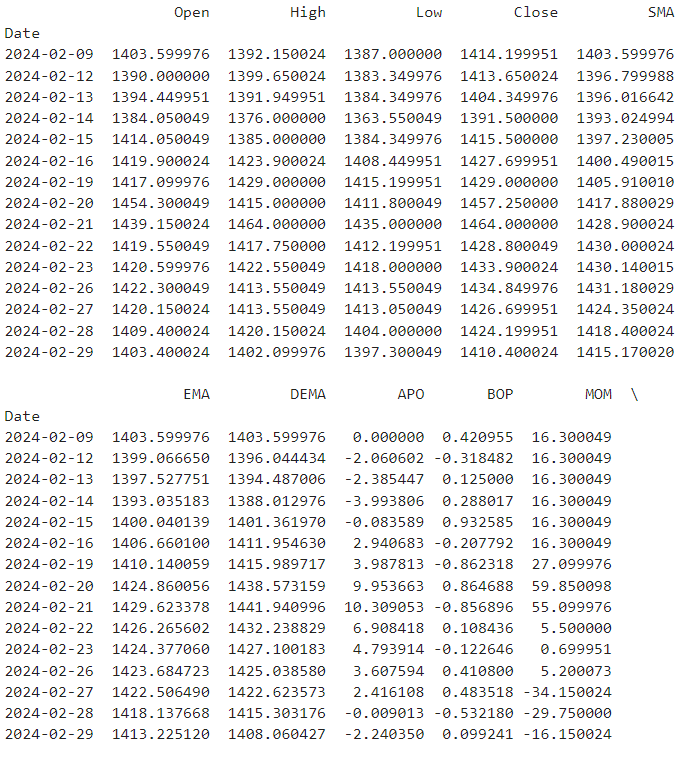 Open High Low Close SMA
Date
2024-02-09 1403.599976 1392.150024 1387.000000 1414.199951 1403.599976
2024-02-12 1390.000000 1399.650024 1383.349976 1413.650024 1396.799988
2024-02-13 1394.449951 1391.949951 1384.349976 1404.349976 1396.016642
2024-02-14 1384.050049 1376.000000 1363.550049 1391.500000 1393.024994
2024-02-15 1414.050049 1385.000000 1384.349976 1415.500000 1397.230005
2024-02-16 1419.900024 1423.900024 1408.449951 1427.699951 1400.490015
2024-02-19 1417.099976 1429.000000 1415.199951 1429.000000 1405.910010
2024-02-20 1454.300049 1415.000000 1411.800049 1457.250000 1417.880029
2024-02-21 1439.150024 1464.000000 1435.000000 1464.000000 1428.900024
2024-02-22 1419.550049 1417.750000 1412.199951 1428.800049 1430.000024
2024-02-23 1420.599976 1422.550049 1418.000000 1433.900024 1430.140015
2024-02-26 1422.300049 1413.550049 1413.550049 1434.849976 1431.180029
2024-02-27 1420.150024 1413.550049 1413.050049 1426.699951 1424.350024
2024-02-28 1409.400024 1420.150024 1404.000000 1424.199951 1418.400024
2024-02-29 1403.400024 1402.099976 1397.300049 1410.400024 1415.170020
EMA DEMA APO BOP MOM \
Date
2024-02-09 1403.599976 1403.599976 0.000000 0.420955 16.300049
2024-02-12 1399.066650 1396.044434 -2.060602 -0.318482 16.300049
2024-02-13 1397.527751 1394.487006 -2.385447 0.125000 16.300049
2024-02-14 1393.035183 1388.012976 -3.993806 0.288017 16.300049
2024-02-15 1400.040139 1401.361970 -0.083589 0.932585 16.300049
2024-02-16 1406.660100 1411.954630 2.940683 -0.207792 16.300049
2024-02-19 1410.140059 1415.989717 3.987813 -0.862318 27.099976
2024-02-20 1424.860056 1438.573159 9.953663 0.864688 59.850098
2024-02-21 1429.623378 1441.940996 10.309053 -0.856896 55.099976
2024-02-22 1426.265602 1432.238829 6.908418 0.108436 5.500000
2024-02-23 1424.377060 1427.100183 4.793914 -0.122646 0.699951
2024-02-26 1423.684723 1425.038580 3.607594 0.410800 5.200073
2024-02-27 1422.506490 1422.623573 2.416108 0.483518 -34.150024
2024-02-28 1418.137668 1415.303176 -0.009013 -0.532180 -29.750000
2024-02-29 1413.225120 1408.060427 -2.240350 0.099241 -16.150024